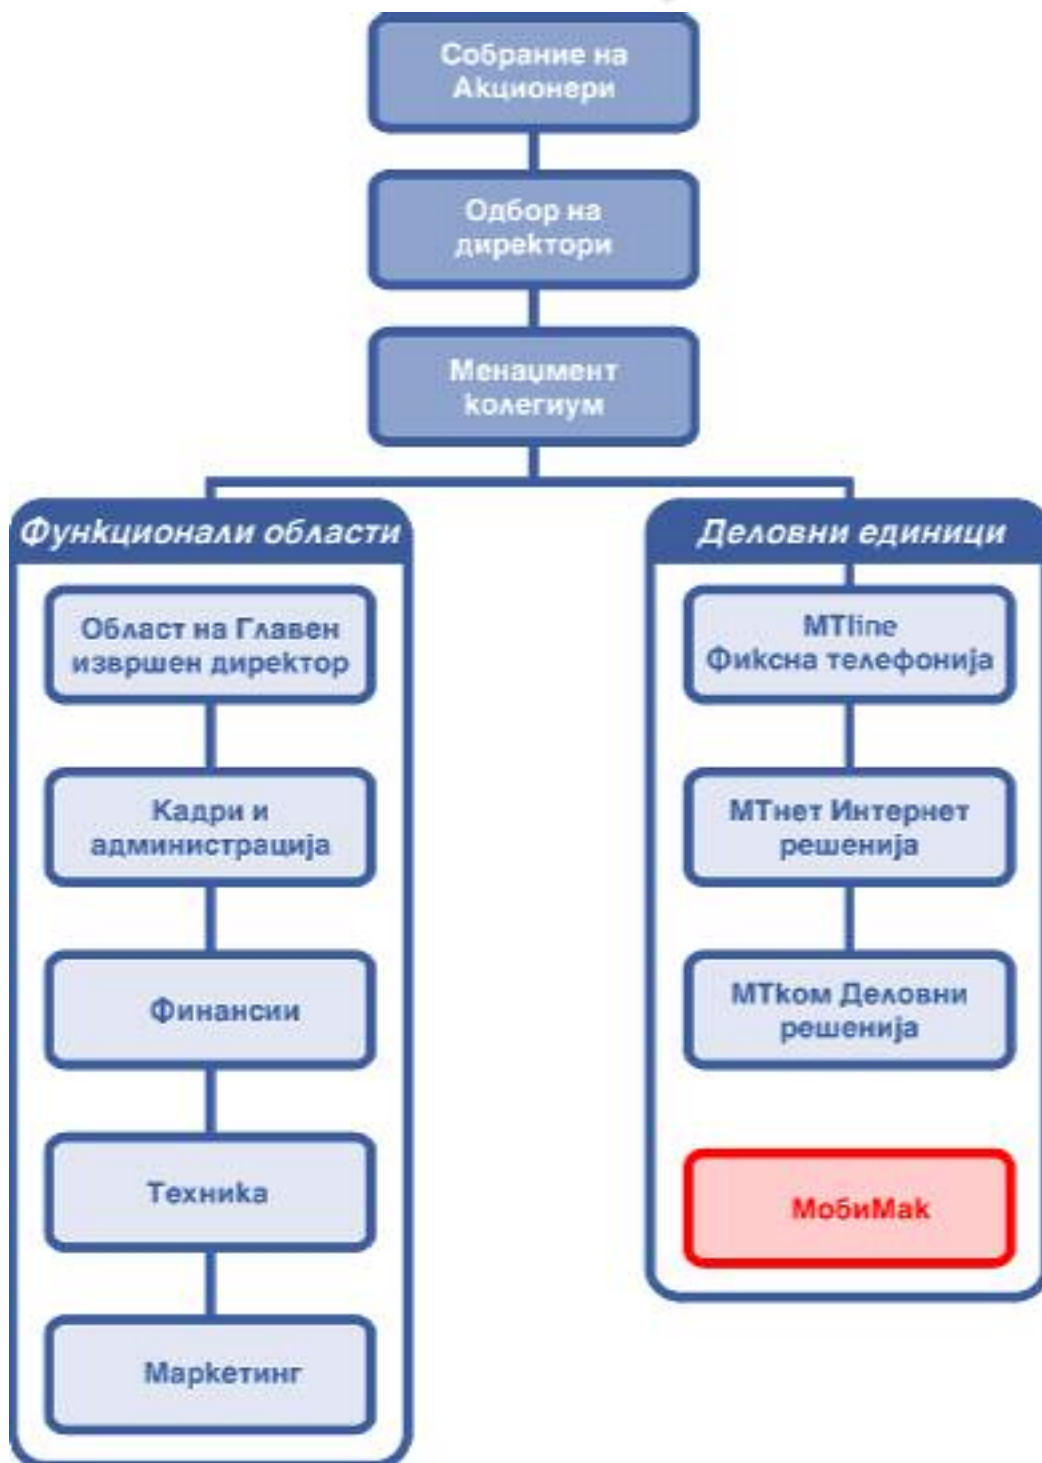 Собрание на
Акционери
Одбор на
директори
Менаџмент
колегиум
Функционали области
Област на Главен
извршен директор
Кадри и
администрација
Финансии
Техника
Маркетинг
Деловни единици
MTline
Фиксна телефонија
МТнет Интернет
решенија
МТком Деловни
решенија
МобиМак